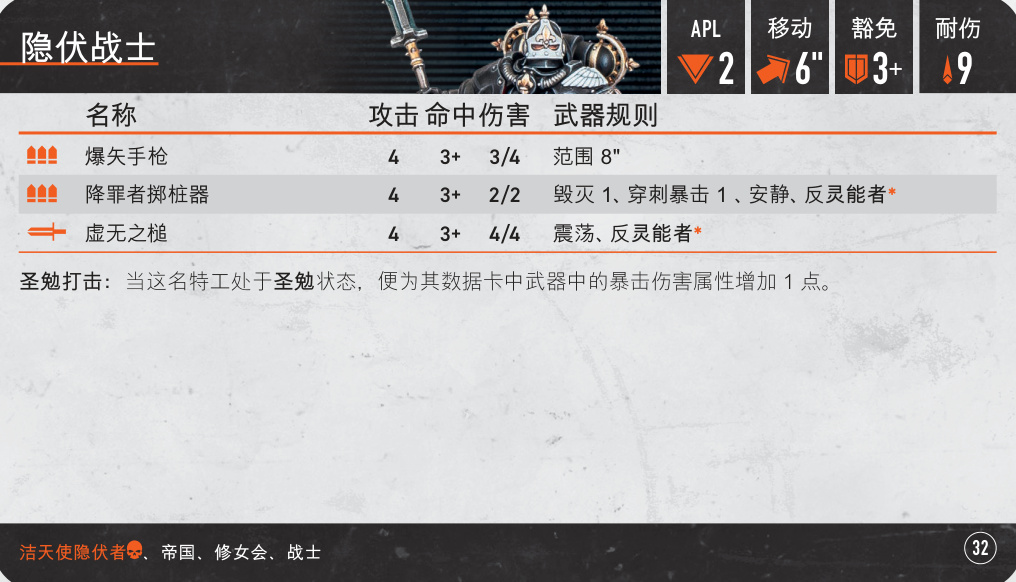 隐伏战士
APL 移动 豁免 耐伤
2 6" 3+ 9
名称 攻击 命中 伤害 武器规则
爆矢手枪 4 3+ 3/4 范围 8"
降罪者掷桩器 4 3+ 2/2 毁灭 1、穿刺暴击 1 、安静、反灵能者*
虚无之槌 4 3+ 4/4 震荡、反灵能者*
圣勉打击：当这名特工处于圣勉状态，便为其数据卡中武器中的暴击伤害属性增加 1 点。
洁天使隐伏者、帝国、修女会、战士
32